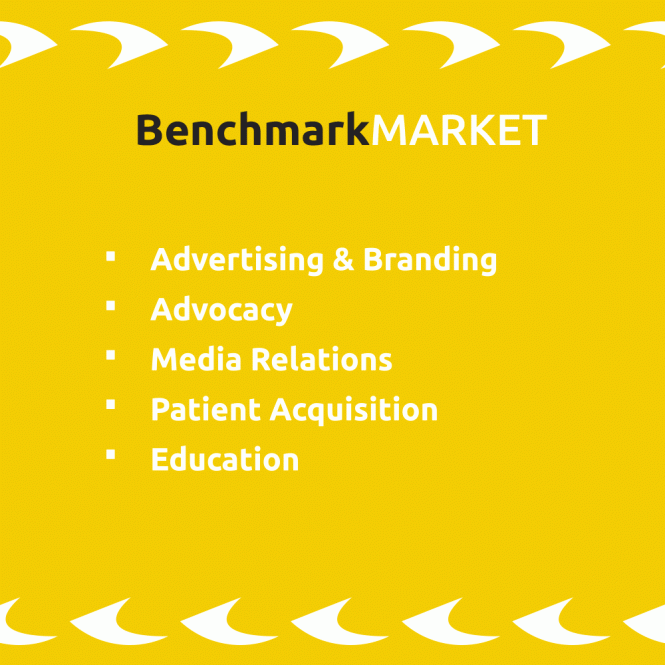 BenchmarkMARKET
▪ Advertising & Branding
▪ Advocacy
▪ Media Relations
▪ Patient Acquisition
▪ Education